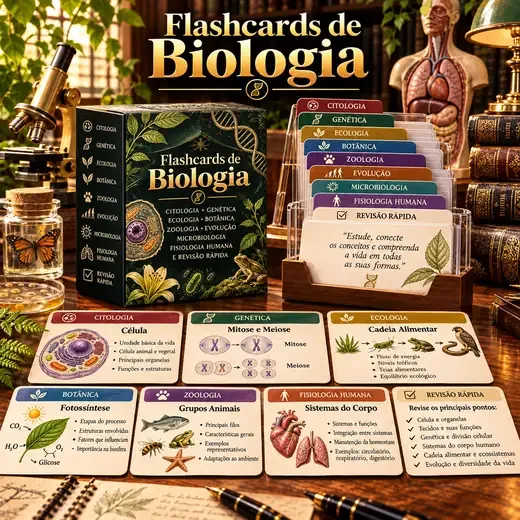 Flashcards de
Biologia
CITOLOGIA
GENÉTICA
ECOLOGIA
BOTÂNICA
ZOOLOGIA
EVOLUÇÃO
MICROBIOLOGIA
FISIOLOGIA
HUMANA
REVISÃO
RÁPIDA
Flashcards de
Biologia
CITOLOGIA • GENÉTICA
ECOLOGIA • BOTÂNICA
ZOOLOGIA • EVOLUÇÃO
MICROBIOLOGIA
FISIOLOGIA HUMANA
E REVISÃO RÁPIDA
CITOLOGIA
GENÉTICA
ECOLOGIA
BOTÂNICA
ZOOLOGIA
EVOLUÇÃO
MICROBIOLOGIA
FISIOLOGIA HUMANA
REVISÃO RÁPIDA
"Estude, conecte
os conceitos e compreenda
a vida em todas
as suas formas."
CITOLOGIA
Célula
• Unidade básica da vida
• Célula animal e vegetal
• Principais organelas
• Funções e estruturas
GENÉTICA
Mitose e Meiose
Mitose
Meiose
ECOLOGIA
Cadeia Alimentar
• Fluxo de energia
• Níveis tróficos
• Teias alimentares
• Equilíbrio ecológico
BOTÂNICA
Fotossíntese
CO₂
H₂O
O₂
Glicose
• Etapas do processo
• Estruturas envolvidas
• Fatores que influenciam
• Importância na biosfera
ZOOLOGIA
Grupos Animais
• Principais filos
• Características gerais
• Exemplos
representativos
• Adaptações ao ambiente
FISIOLOGIA HUMANA
Sistemas do Corpo
• Sistemas e funções
• Integração entre sistemas
• Manutenção da homeostase
• Exemplos: circulatório,
respiratório, digestório
REVISÃO RÁPIDA
Revise os principais pontos:
✓ Célula e organelas
✓ Tecidos e suas funções
✓ Genética e divisão celular
✓ Sistemas do corpo humano
✓ Cadeia alimentar e ecossistemas
✓ Evolução e diversidade da vida